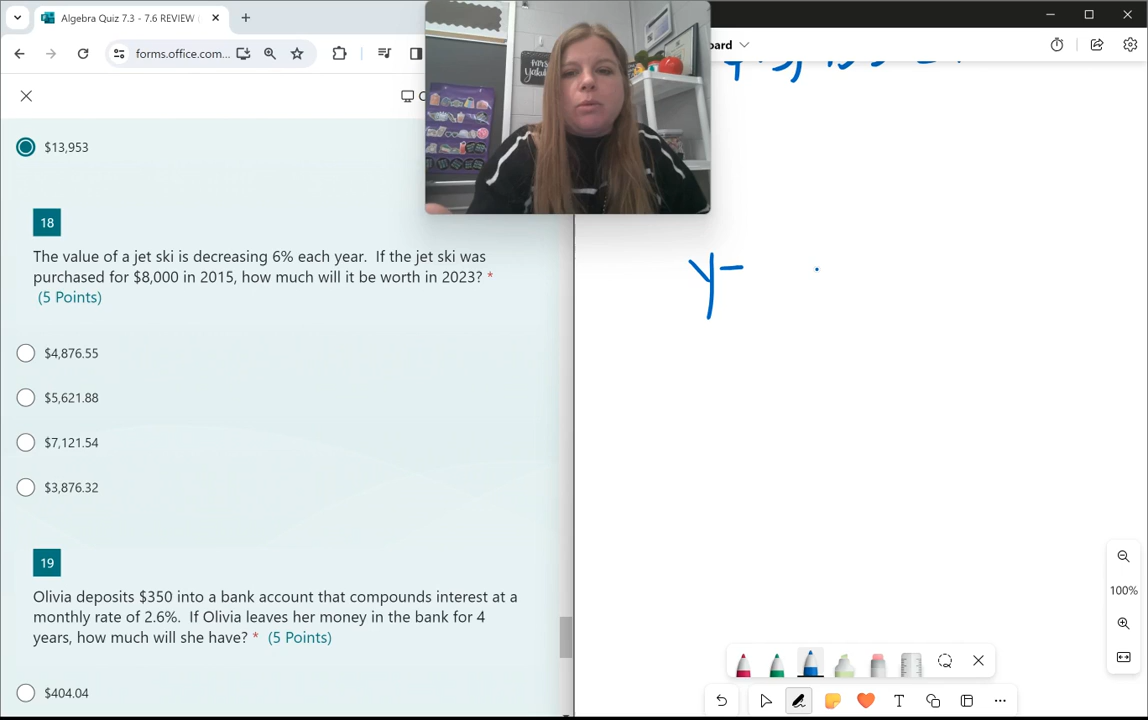 Algebra Quiz 7.3 - 7.6 REVIEW (
forms.office.com...
oard
$13,953
18
The value of a jet ski is decreasing 6% each year. If the jet ski was
purchased for $8,000 in 2015, how much will it be worth in 2023? *
(5 Points)
$4,876.55
$5,621.88
$7,121.54
$3,876.32
19
Olivia deposits $350 into a bank account that compounds interest at a
monthly rate of 2.6%. If Olivia leaves her money in the bank for 4
years, how much will she have? * (5 Points)
$404.04
y=
100%
T